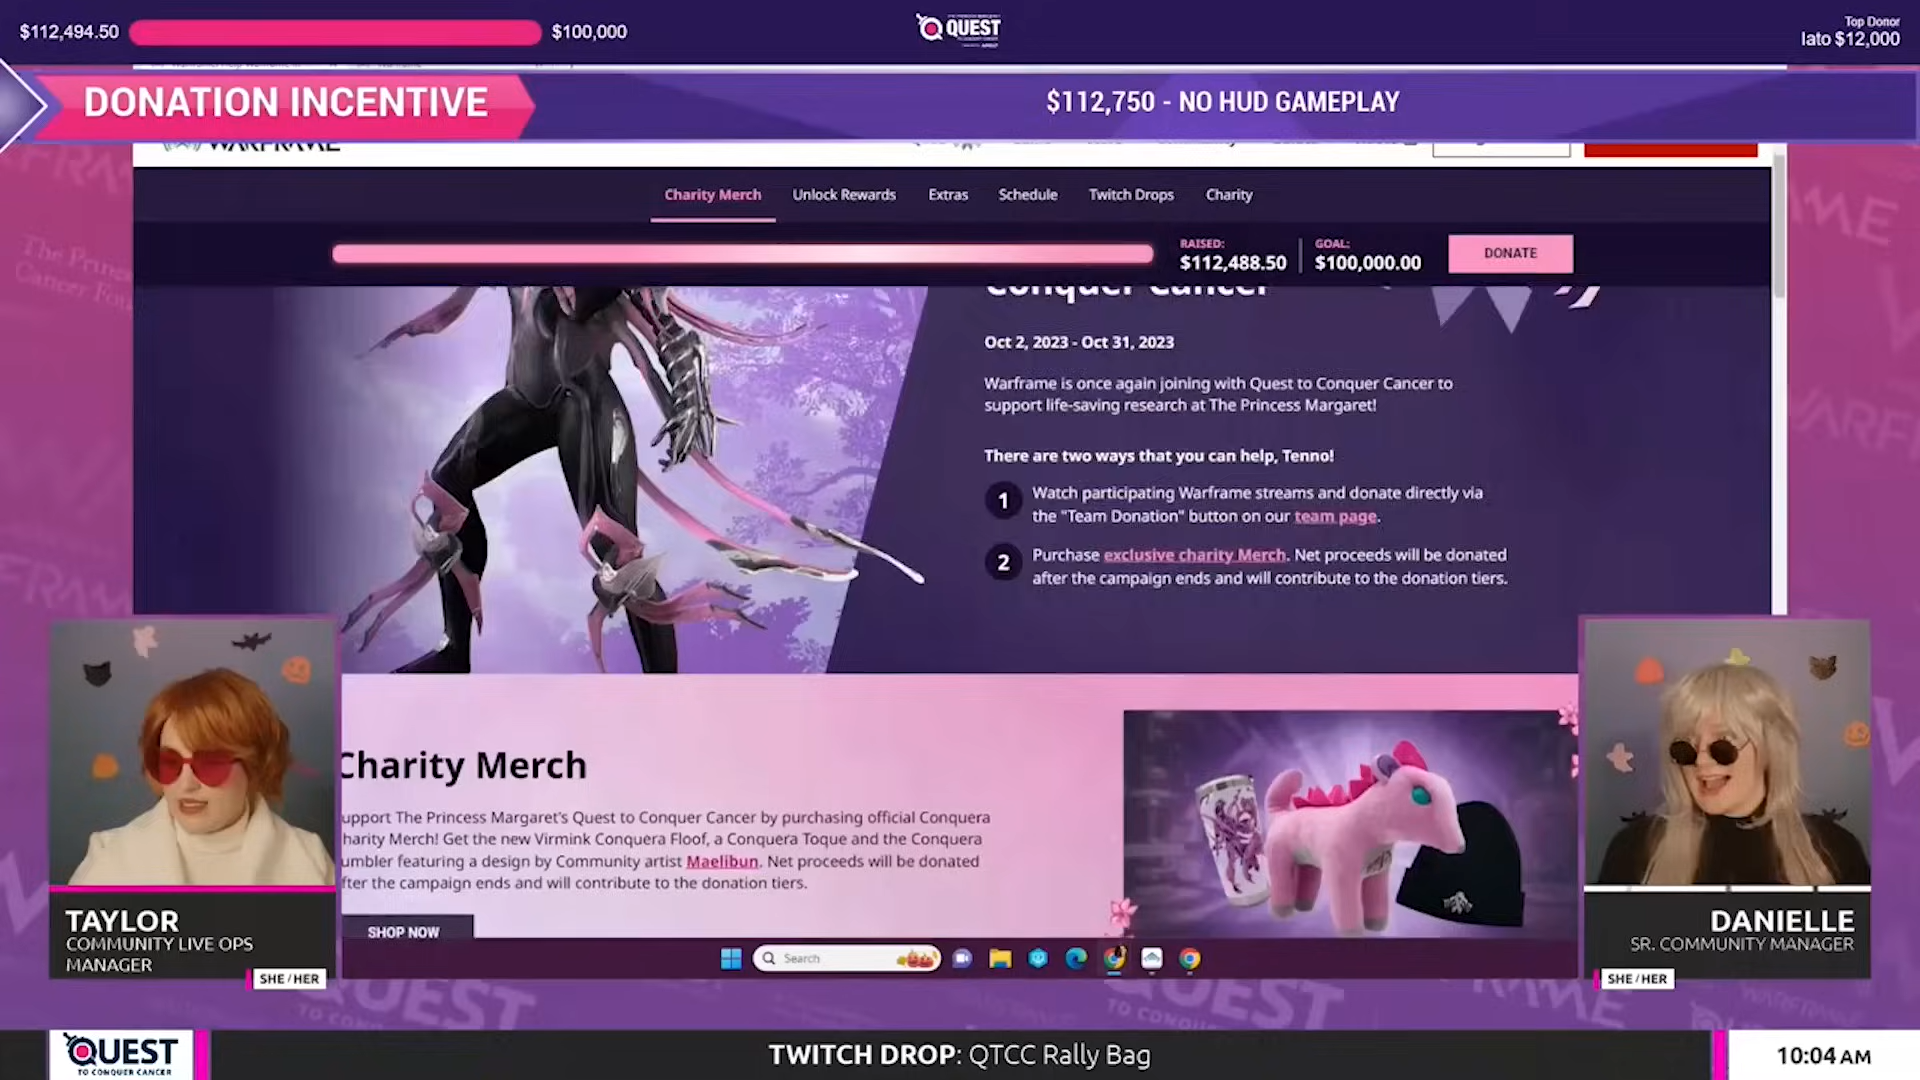 $112,494.50
$100,000
QUEST
Top Donor
lato $12,000
DONATION INCENTIVE
$112,750 - NO HUD GAMEPLAY
WARFRAME
Charity Merch
Unlock Rewards
Extras
Schedule
Twitch Drops
Charity
RAISED:
$112,488.50
GOAL:
$100,000.00
DONATE
Conquer Cancer
Oct 2, 2023 - Oct 31, 2023
Warframe is once again joining with Quest to Conquer Cancer to
support life-saving research at The Princess Margaret!
There are two ways that you can help, Tenno!
1 Watch participating Warframe streams and donate directly via
the "Team Donation" button on our team page.
2 Purchase exclusive charity Merch. Net proceeds will be donated
after the campaign ends and will contribute to the donation tiers.
Charity Merch
upport The Princess Margaret's Quest to Conquer Cancer by purchasing official Conquera
harity Merch! Get the new Virmink Conquera Floof, a Conquera Toque and the Conquera
umbler featuring a design by Community artist Maelibun. Net proceeds will be donated
fter the campaign ends and will contribute to the donation tiers.
SHOP NOW
Search
TAYLOR
COMMUNITY LIVE OPS
MANAGER
SHE/HER
DANIELLE
SR. COMMUNITY MANAGER
SHE/HER
QUEST
TO CONQUER CANCER
TWITCH DROP: QTCC Rally Bag
10:04 AM